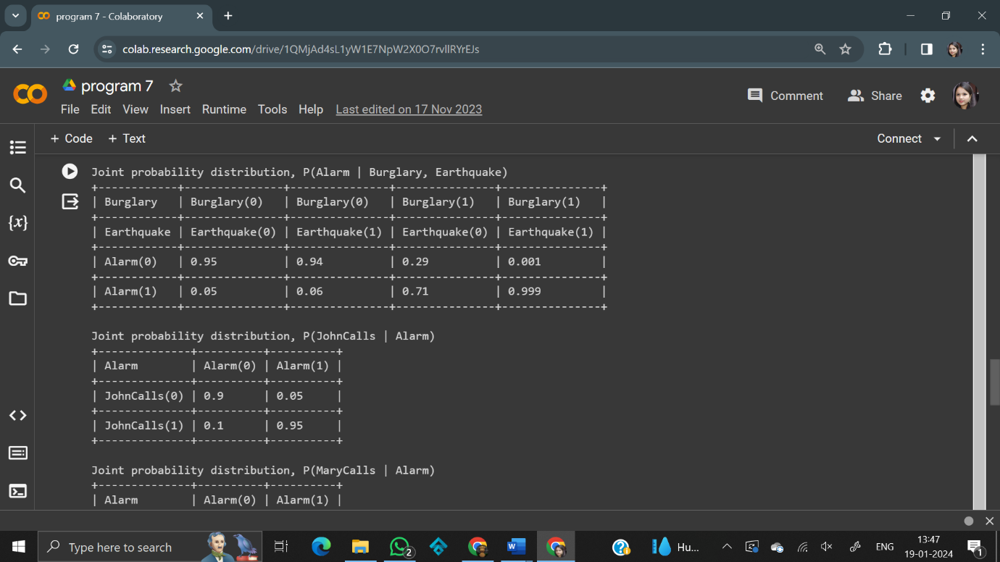 program 7 - Colaboratory
colab.research.google.com/drive/1QMjAd4sL1yW1E7NpW2X0O7rvllRYrEJs
program 7
Comment
Share
File Edit View Insert Runtime Tools Help Last edited on 17 Nov 2023
+ Code + Text
Connect
Joint probability distribution, P(Alarm | Burglary, Earthquake)
+------------+---------------+---------------+---------------+---------------+
| Burglary   | Burglary(0)   | Burglary(0)   | Burglary(1)   | Burglary(1)   |
+------------+---------------+---------------+---------------+---------------+
| Earthquake | Earthquake(0) | Earthquake(1) | Earthquake(0) | Earthquake(1) |
+------------+---------------+---------------+---------------+---------------+
| Alarm(0)   | 0.95          | 0.94          | 0.29          | 0.001         |
+------------+---------------+---------------+---------------+---------------+
| Alarm(1)   | 0.05          | 0.06          | 0.71          | 0.999         |
+------------+---------------+---------------+---------------+---------------+
Joint probability distribution, P(JohnCalls | Alarm)
+--------------+----------+----------+
| Alarm        | Alarm(0) | Alarm(1) |
+--------------+----------+----------+
| JohnCalls(0) | 0.9      | 0.05     |
+--------------+----------+----------+
| JohnCalls(1) | 0.1      | 0.95     |
+--------------+----------+----------+
Joint probability distribution, P(MaryCalls | Alarm)
+--------------+----------+----------+
| Alarm        | Alarm(0) | Alarm(1) |
{x}
Type here to search
2
Hu...
ENG
13:47
19-01-2024
1